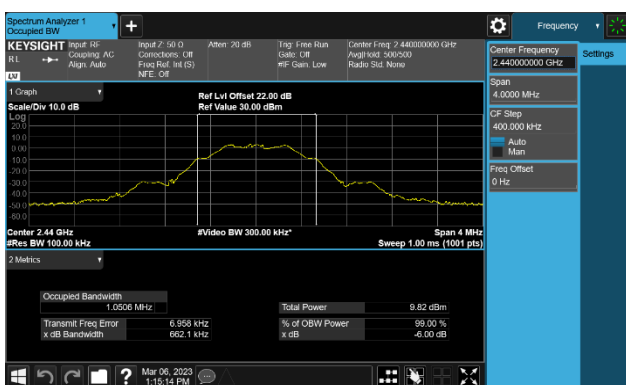 Spectrum Analyzer 1
Occupied BW
Frequency
KEYSIGHT
R L
Input: RF
Coupling: AC
Align: Auto
Input Z: 50 Ω
Corrections: Off
Freq Ref: Int (S)
NFE: Off
Atten: 20 dB
Trig: Free Run
Gate: Off
#IF Gain: Low
Center Freq: 2.440000000 GHz
Avg|Hold: 500/500
Radio Std: None
LV
1 Graph
Scale/Div 10.0 dB
Ref Lvl Offset 22.00 dB
Ref Value 30.00 dBm
Log
20.0
10.0
0.00
-10.0
-20.0
-30.0
-40.0
-50.0
-60.0
Center 2.44 GHz
#Res BW 100.00 kHz
#Video BW 300.00 kHz*
Span 4 MHz
Sweep 1.00 ms (1001 pts)
2 Metrics
Occupied Bandwidth
1.0506 MHz
Transmit Freq Error 6.958 kHz
x dB Bandwidth 662.1 kHz
Total Power 9.82 dBm
% of OBW Power 99.00 %
x dB -6.00 dB
Center Frequency
2.440000000 GHz
Span
4.0000 MHz
CF Step
400.000 kHz
Auto
Man
Freq Offset
0 Hz
Settings
?
Mar 06, 2023
1:15:14 PM